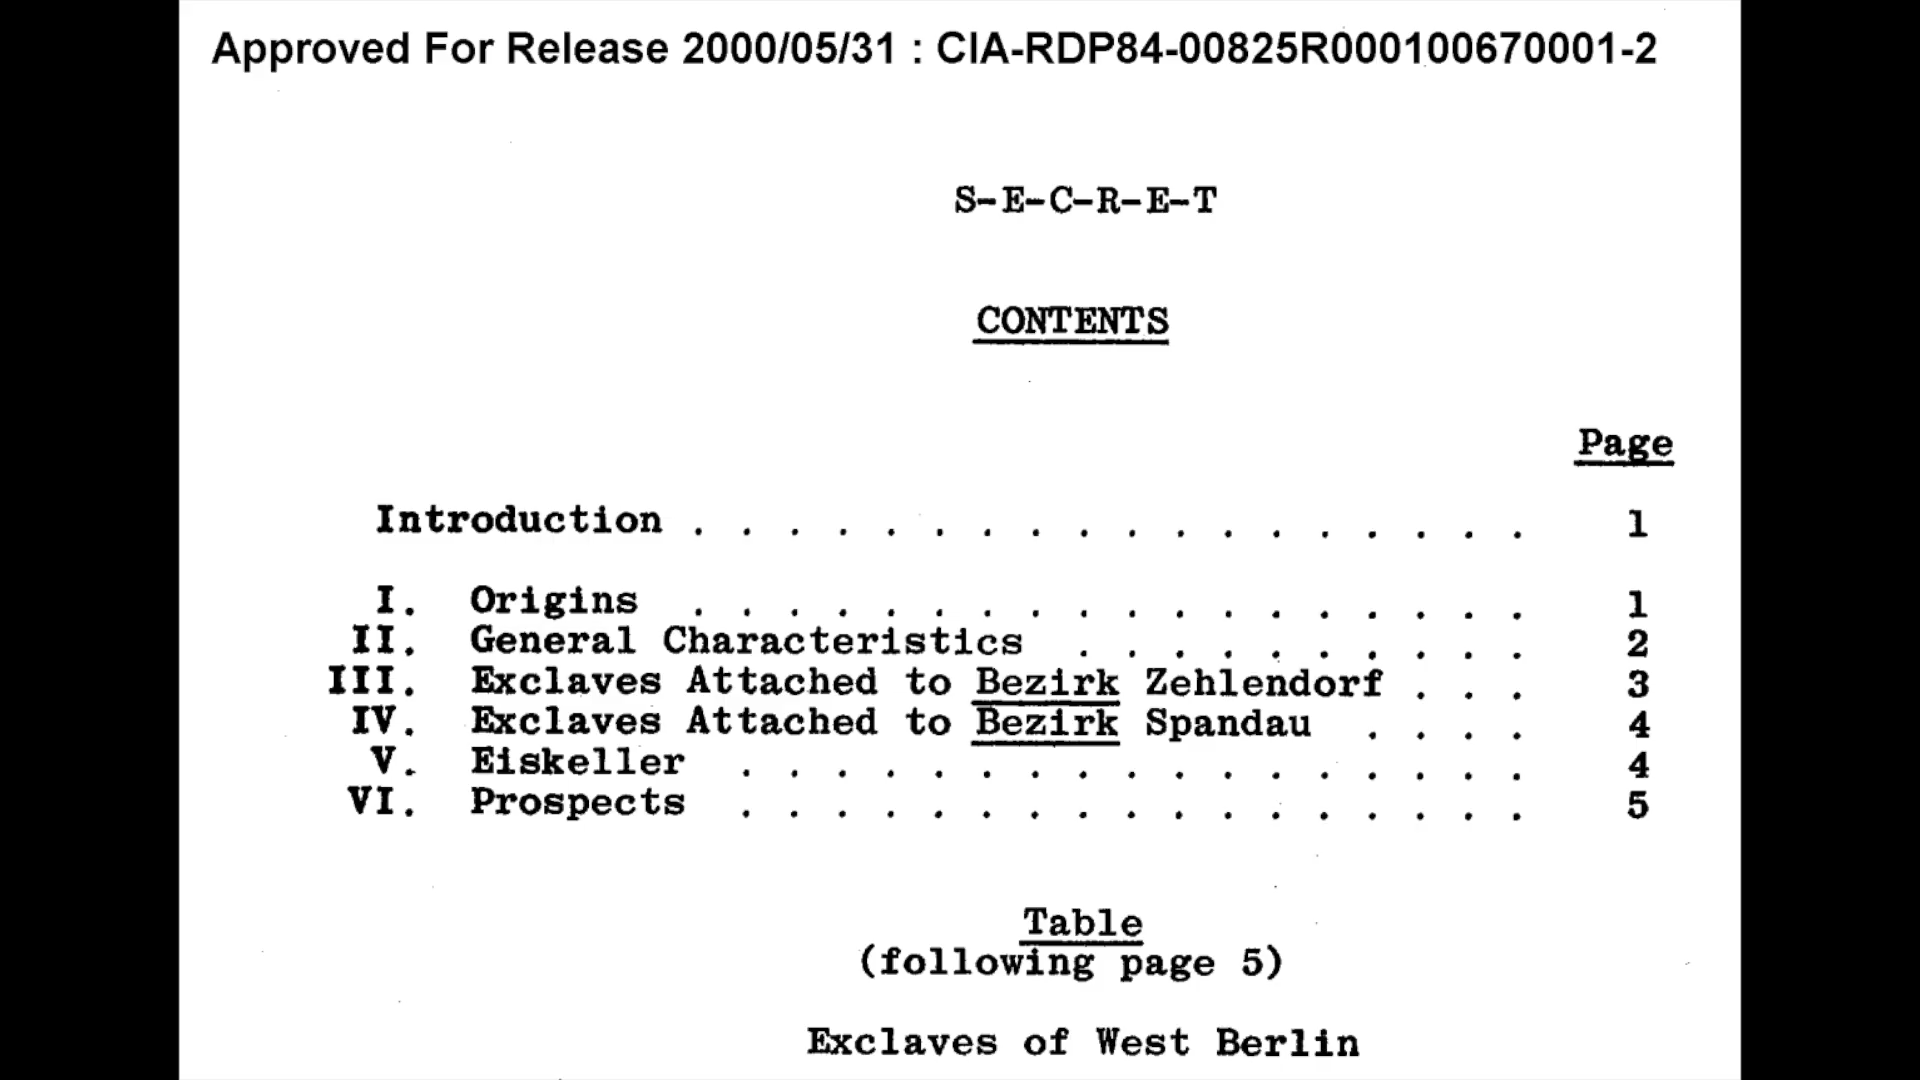 Approved For Release 2000/05/31 : CIA-RDP84-00825R000100670001-2
S-E-C-R-E-T
CONTENTS
Page
Introduction . . . . . . . . . . . . . . . . . . 1
I. Origins . . . . . . . . . . . . . . . . . . 1
II. General Characteristics . . . . . . . . . . 2
III. Exclaves Attached to Bezirk Zehlendorf . . . 3
IV. Exclaves Attached to Bezirk Spandau . . . . 4
V. Eiskeller . . . . . . . . . . . . . . . . . 4
VI. Prospects . . . . . . . . . . . . . . . . . 5
Table
(following page 5)
Exclaves of West Berlin